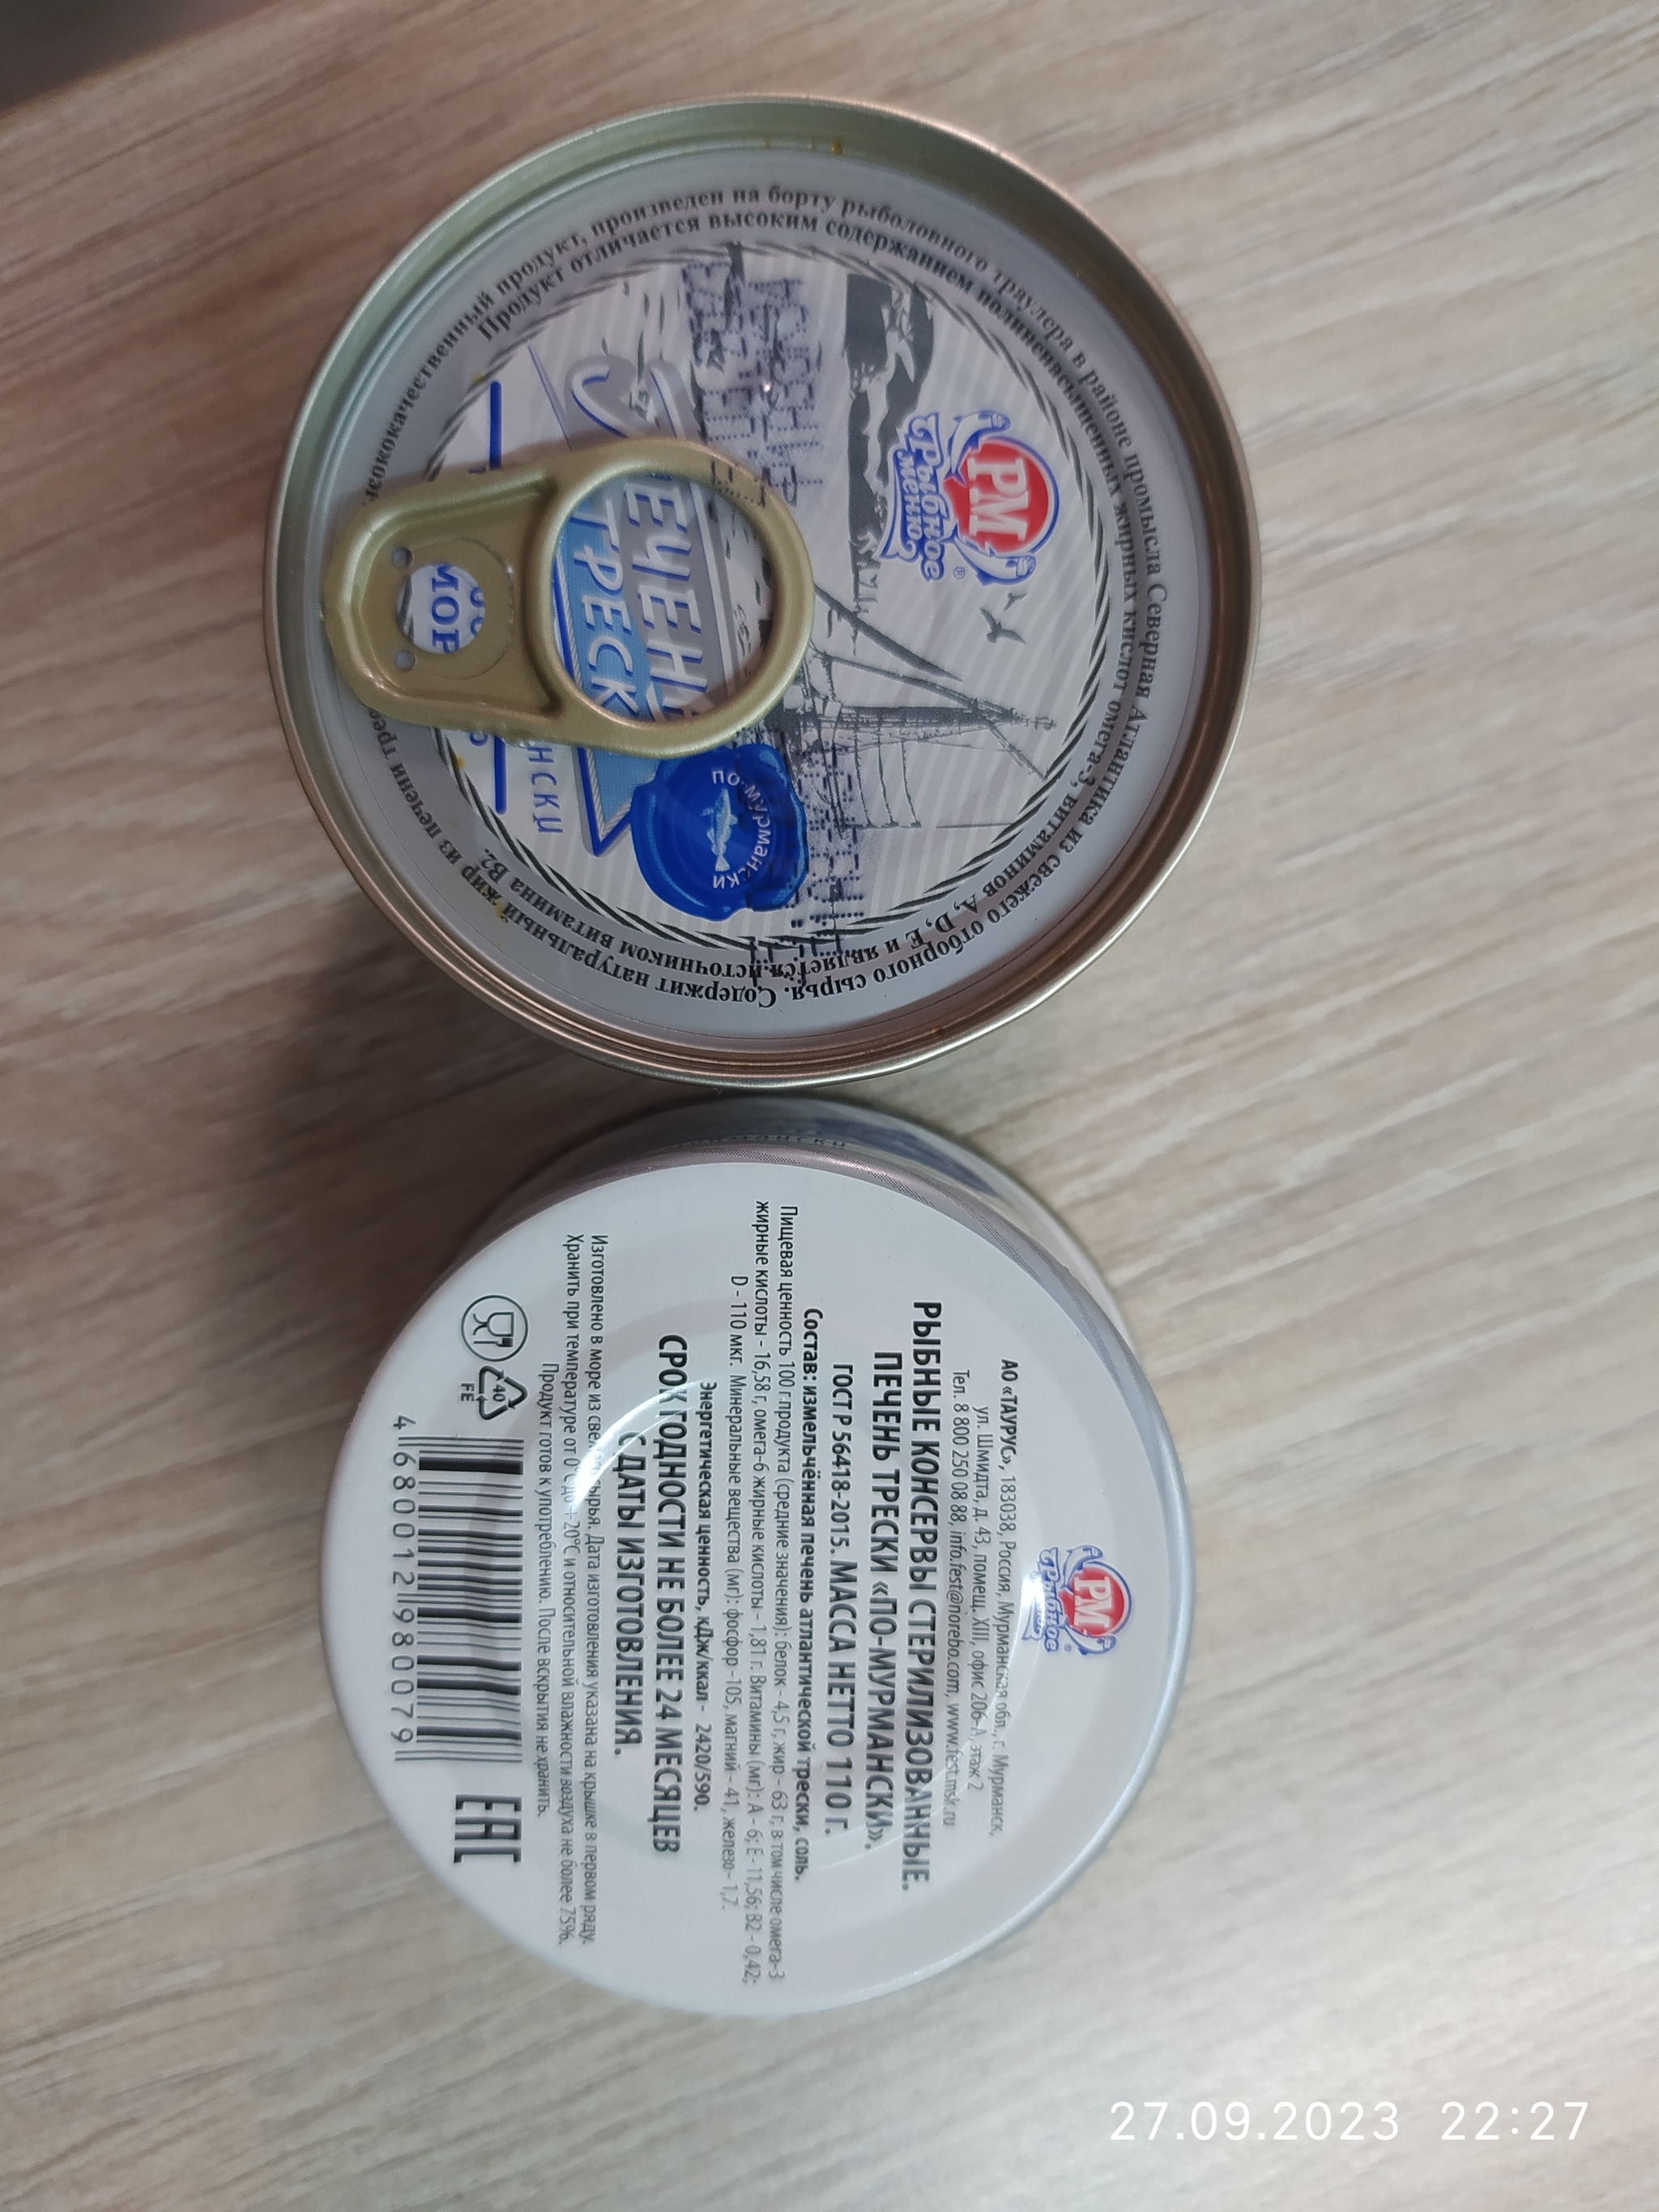 высококачественный продукт, произведен на борту рыболовного траулера в районе промысла Северная Атлантика из свежего отборного сырья. Содержит натуральный жир из печени
Продукт отличается высоким содержанием полиненасыщенных жирных кислот омега-3, витаминов А, D, Е и является источником витамина В2.
РМ
Рыбное
меню
®
ПЕЧЕНЬ
ТРЕСК
НСКИ
МОР
ПО-МУРМАНСКИ
РМ
Рыбное
меню
АО «ТАУРУС», 183038, Россия, Мурманская обл., г. Мурманск,
ул. Шмидта, д. 43, помещ. XIII, офис 206-А, этаж 2
Тел. 8 800 250 08 88, info.fest@norebo.com, www.fest.msk.ru
РЫБНЫЕ КОНСЕРВЫ СТЕРИЛИЗОВАННЫЕ.
ПЕЧЕНЬ ТРЕСКИ «ПО-МУРМАНСКИ».
ГОСТ Р 56418-2015. МАССА НЕТТО 110 г.
Состав: измельчённая печень атлантической трески, соль.
Пищевая ценность 100 г продукта (средние значения): белок - 4,5 г, жир - 63 г, в том числе омега-3
жирные кислоты - 16,58 г, омега-6 жирные кислоты - 1,81 г. Витамины (мг): А - 6; Е - 11,56; В2 - 0,42;
D - 110 мкг. Минеральные вещества (мг): фосфор - 105, магний - 41, железо - 1,7.
Энергетическая ценность, кДж/ккал - 2420/590.
СРОК ГОДНОСТИ НЕ БОЛЕЕ 24 МЕСЯЦЕВ
С ДАТЫ ИЗГОТОВЛЕНИЯ.
Изготовлено в море из свежего сырья. Дата изготовления указана на крышке в первом ряду.
Хранить при температуре от 0°С до +20°С и относительной влажности воздуха не более 75%.
Продукт готов к употреблению. После вскрытия не хранить.
40
FE
4 680012 980079
ЕАС
27.09.2023 22:27